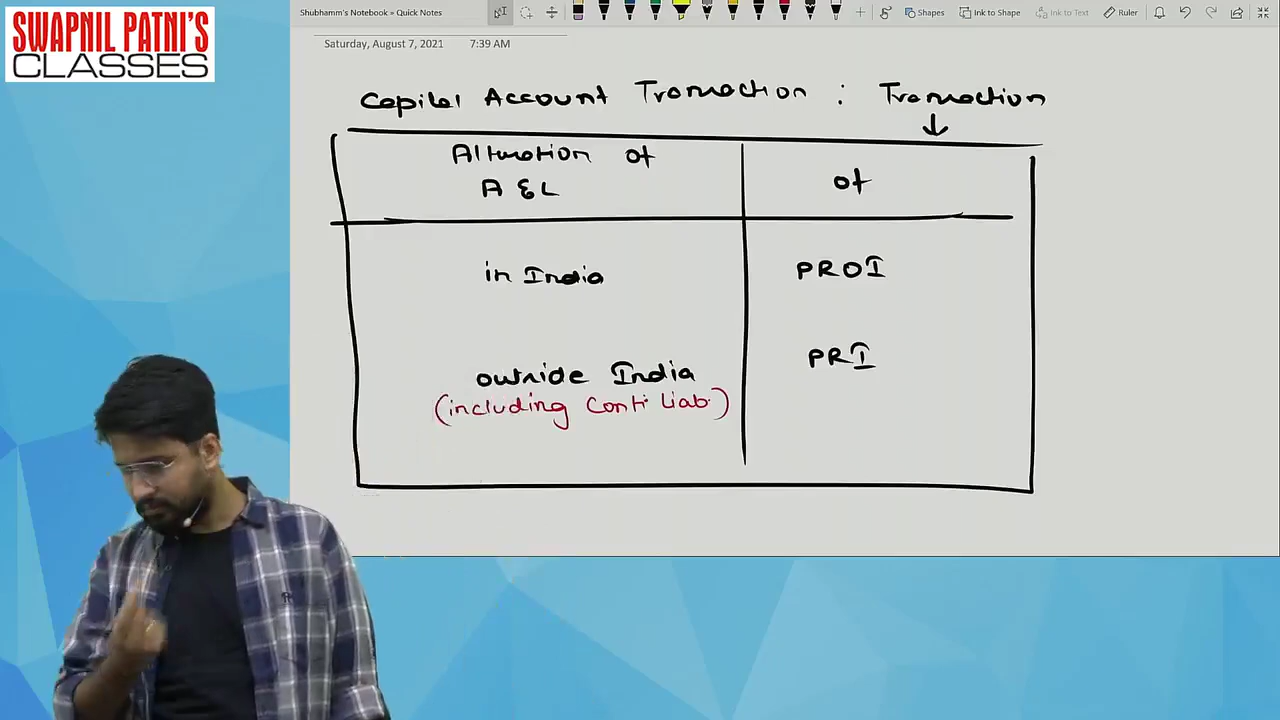 SWAPNIL PATNI'S
CLASSES
Shubhamm's Notebook » Quick Notes
Shapes
Ink to Shape
Ink to Text
Ruler
Saturday, August 7, 2021 7:39 AM
Capital Account Transaction : Transaction
Alteration of
A & L
of
in India
PROI
outside India
PRI
(including Conti. Liab.)